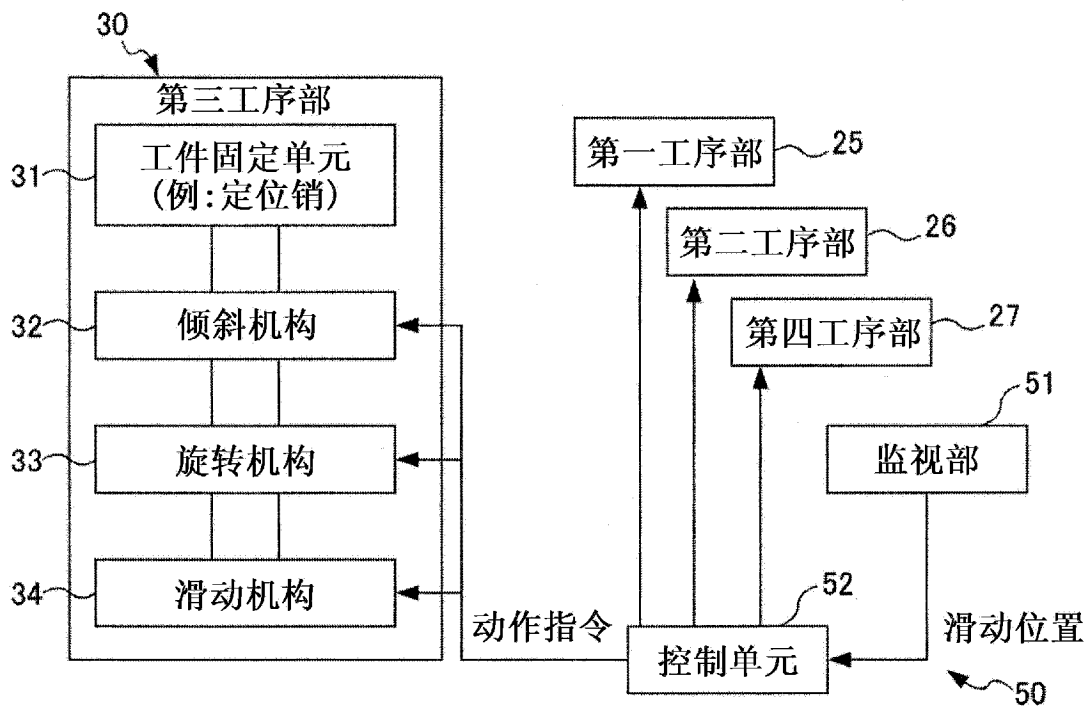 30
第三工序部
31
工件固定单元
(例:定位销)
32
倾斜机构
33
旋转机构
34
滑动机构
第一工序部
25
第二工序部
26
第四工序部
27
51
监视部
52
控制单元
动作指令
滑动位置
50